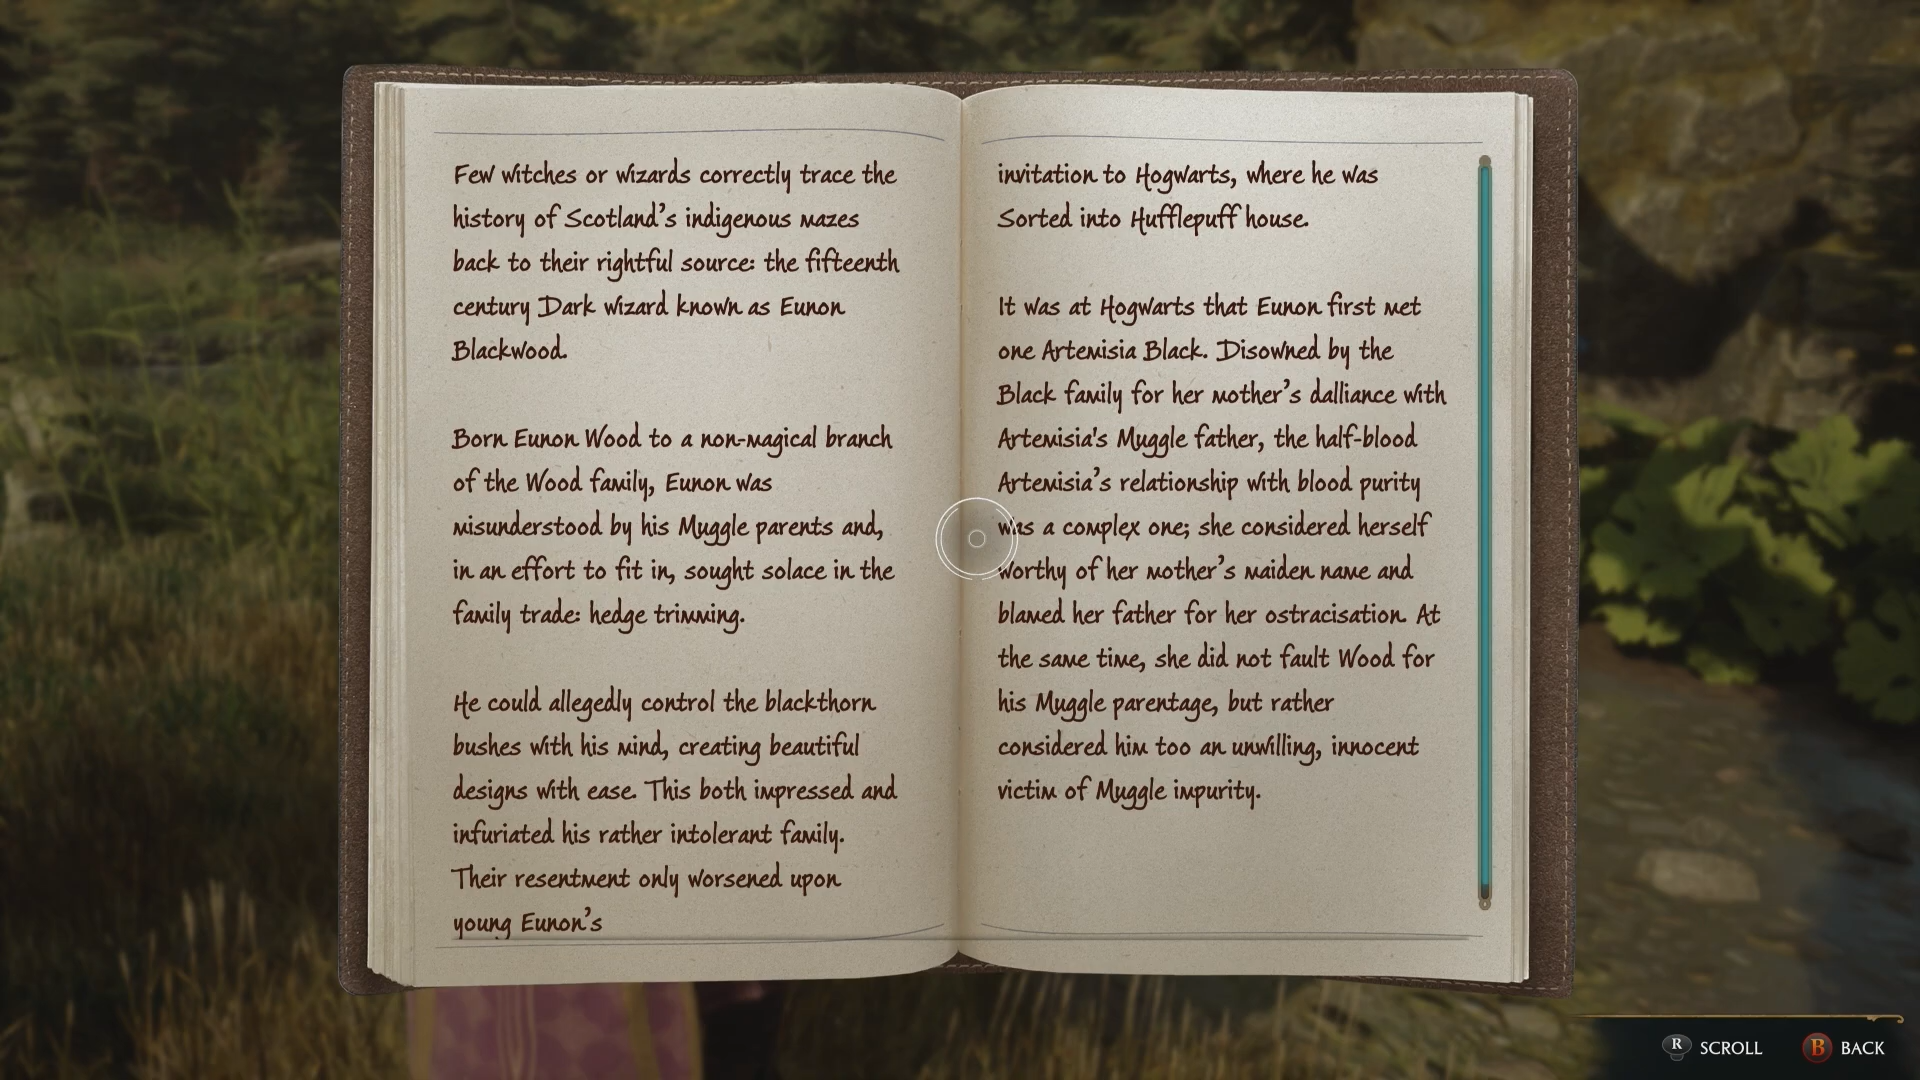 Few witches or wizards correctly trace the
history of Scotland's indigenous mazes
back to their rightful source: the fifteenth
century Dark wizard known as Eunon
Blackwood.
Born Eunon Wood to a non-magical branch
of the Wood family, Eunon was
misunderstood by his Muggle parents and,
in an effort to fit in, sought solace in the
family trade: hedge trimming.
He could allegedly control the blackthorn
bushes with his mind, creating beautiful
designs with ease. This both impressed and
infuriated his rather intolerant family.
Their resentment only worsened upon
young Eunon's
invitation to Hogwarts, where he was
Sorted into Hufflepuff house.
It was at Hogwarts that Eunon first met
one Artemisia Black. Disowned by the
Black family for her mother's dalliance with
Artemisia's Muggle father, the half-blood
Artemisia's relationship with blood purity
was a complex one; she considered herself
worthy of her mother's maiden name and
blamed her father for her ostracisation. At
the same time, she did not fault Wood for
his Muggle parentage, but rather
considered him too an unwilling, innocent
victim of Muggle impurity.
R SCROLL B BACK